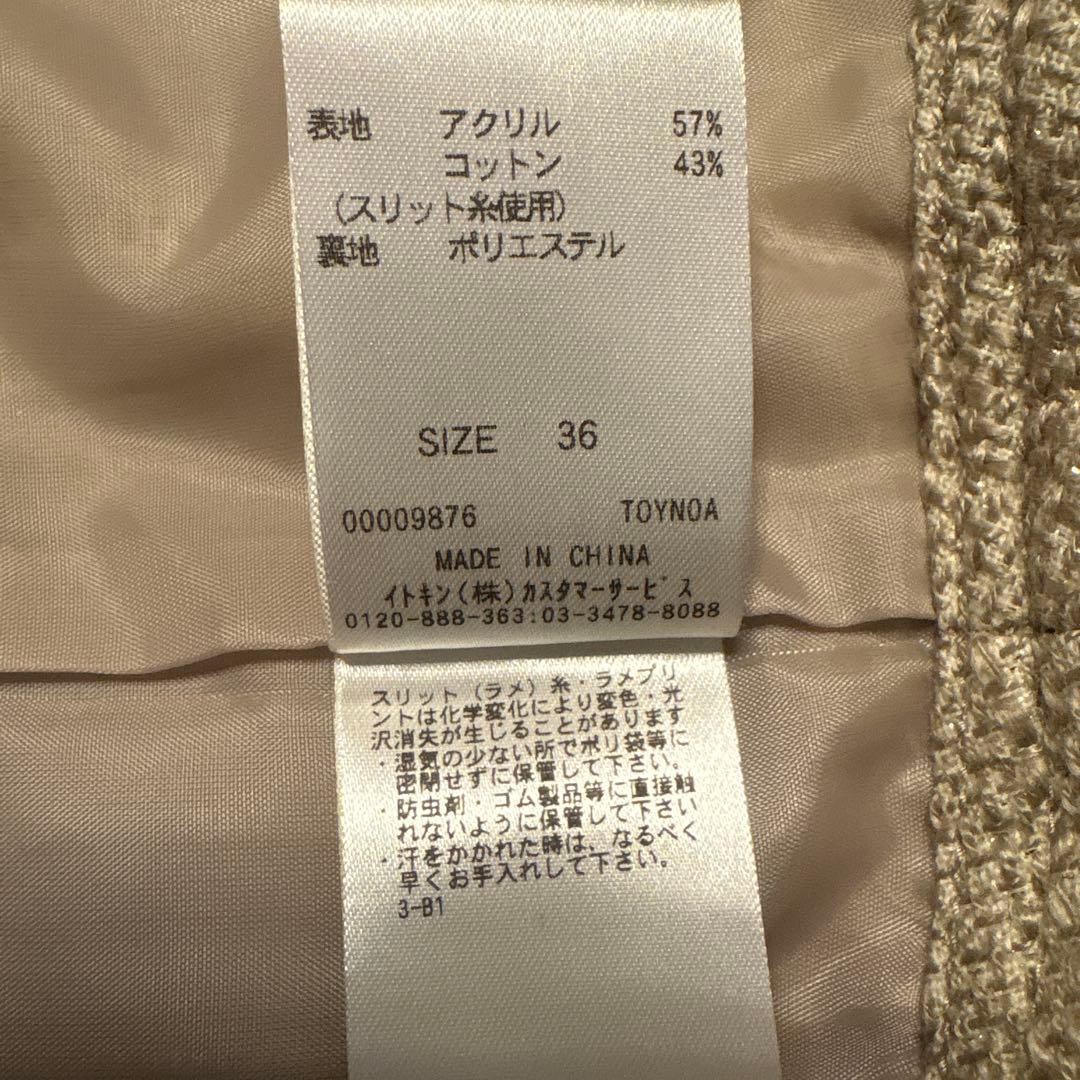 表地 アクリル 57%
コットン 43%
(スリット糸使用)
裏地 ポリエステル
SIZE 36
00009876 TOYNOA
MADE IN CHINA
イトキン(株)カスタマーサービス
0120-888-363:03-3478-8088
スリット(ラメ)糸・ラメプリ
ントは化学変化により変色・光
沢消失が生じることがあります
・湿気の少ない所でポリ袋等に
密閉せずに保管して下さい。
・防虫剤・ゴム製品等に直接触
れないように保管して下さい
・汗をかかれた時は、なるべく
早くお手入れして下さい。
3-B1